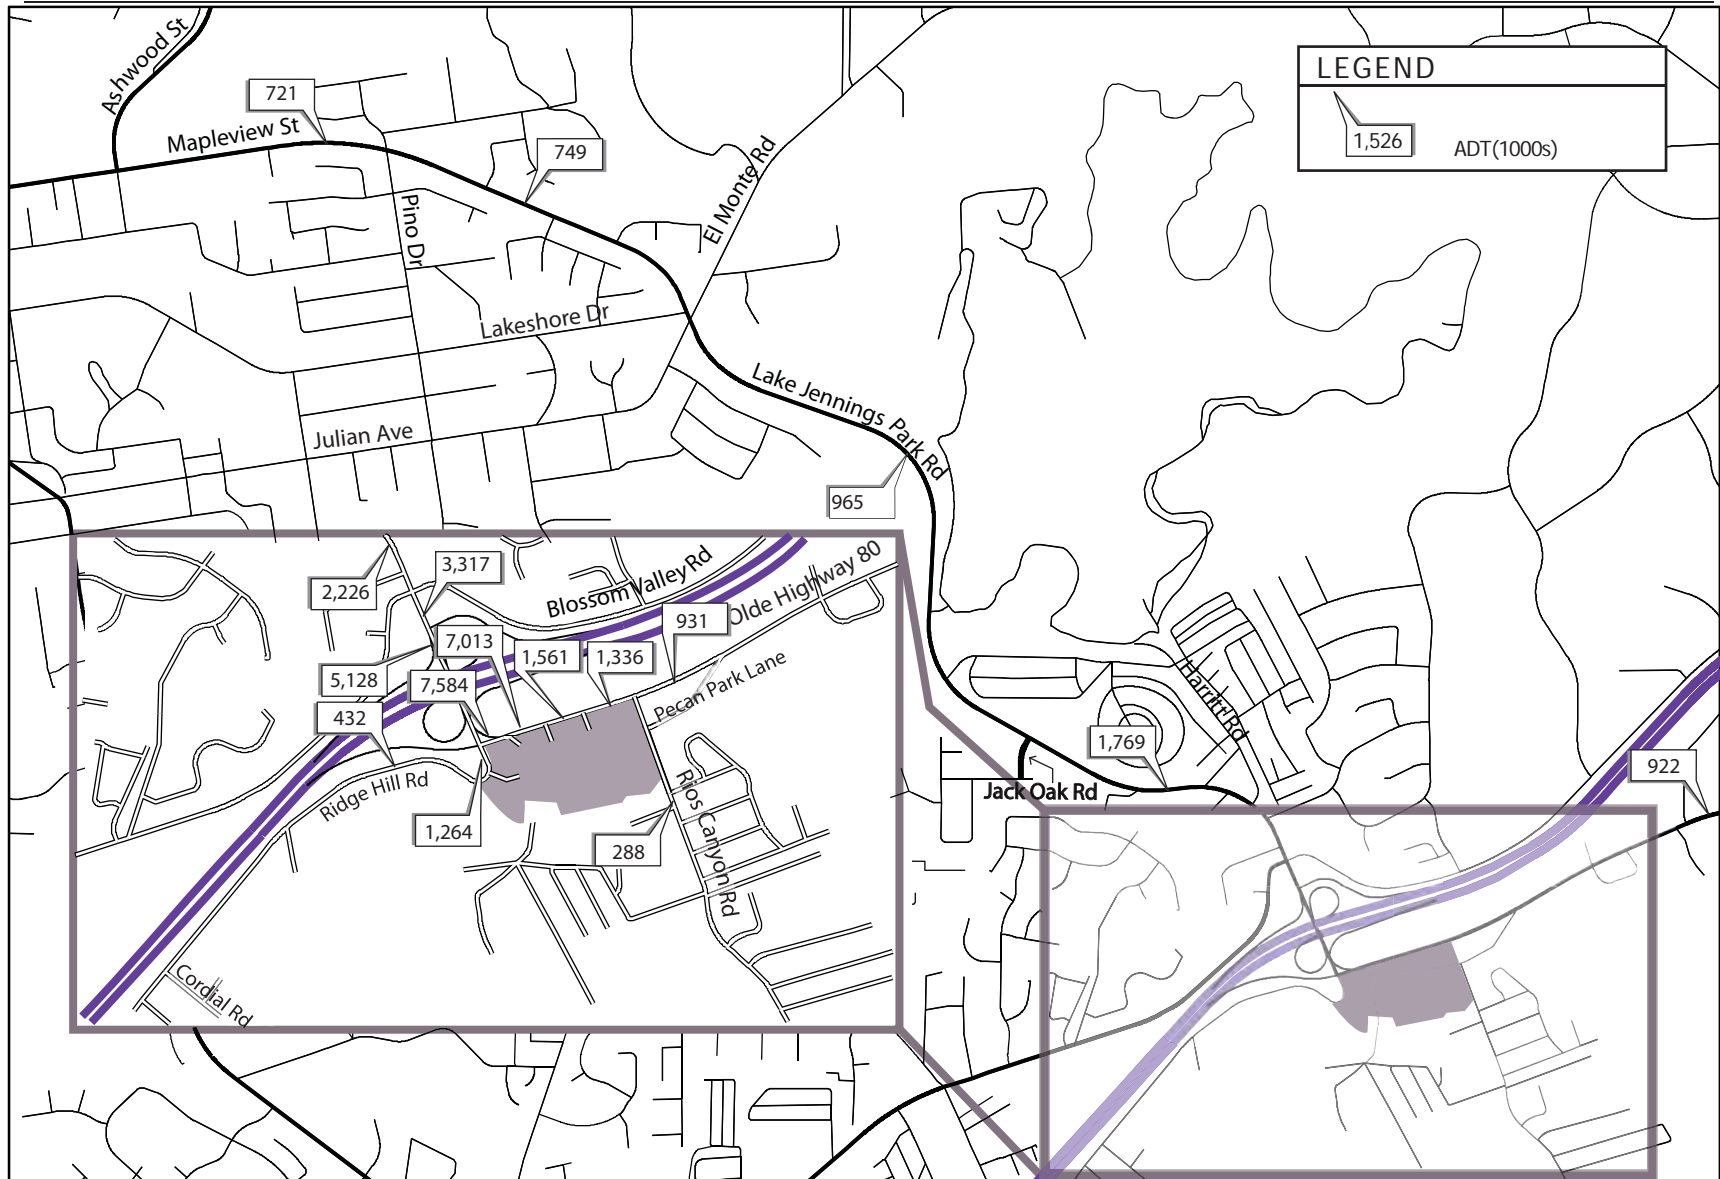 Ashwood St
721
Mapleview St
749
El Monte Rd
LEGEND
1,526
ADT(1000s)
Pino Dr
Lakeshore Dr
Lake Jennings Park Rd
Julian Ave
965
2,226
3,317
Blossom Valley Rd
Olde Highway 80
931
7,013
1,561
1,336
5,128
7,584
Pecan Park Lane
432
Ridge Hill Rd
1,264
288
Rios Canyon Rd
Cordial Rd
Harritt Rd
1,769
Jack Oak Rd
922